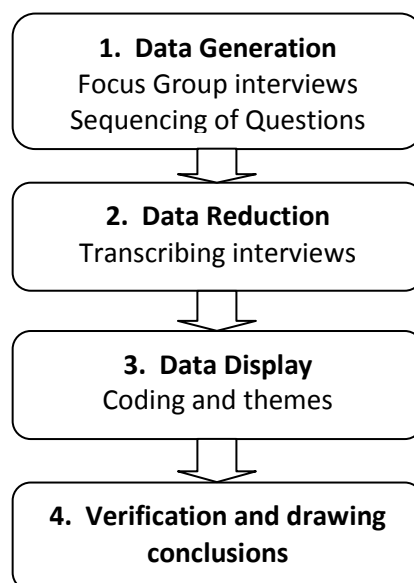 1. Data Generation
Focus Group interviews
Sequencing of Questions
2. Data Reduction
Transcribing interviews
3. Data Display
Coding and themes
4. Verification and drawing
conclusions